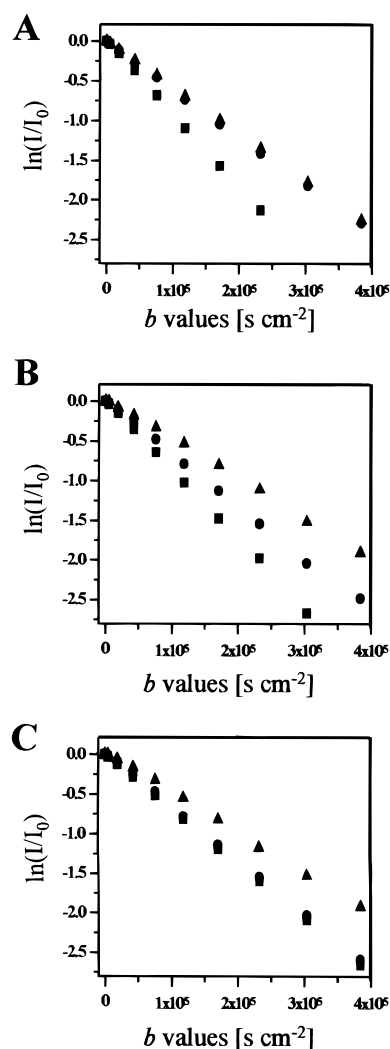 A
0.0
-0.5
-1.0
-1.5
-2.0
-2.5
ln(I/I₀)
0 1x10⁵ 2x10⁵ 3x10⁵ 4x10⁵
b values [s cm⁻²]
B
0.0
-0.5
-1.0
-1.5
-2.0
-2.5
ln(I/I₀)
0 1x10⁵ 2x10⁵ 3x10⁵ 4x10⁵
b values [s cm⁻²]
C
0.0
-0.5
-1.0
-1.5
-2.0
-2.5
ln(I/I₀)
0 1x10⁵ 2x10⁵ 3x10⁵ 4x10⁵
b values [s cm⁻²]